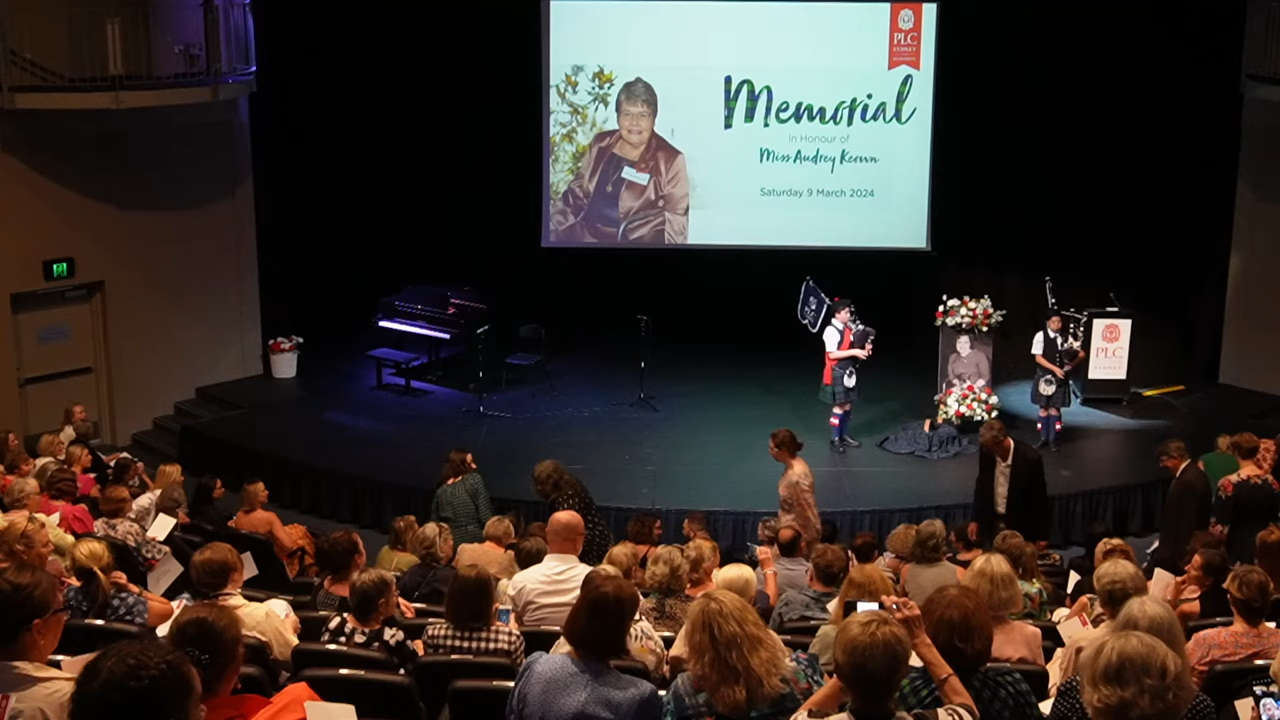 PLC
SYDNEY
Memorial
In Honour of
Miss Audrey Keown
Saturday 9 March 2024
PLC
SYDNEY